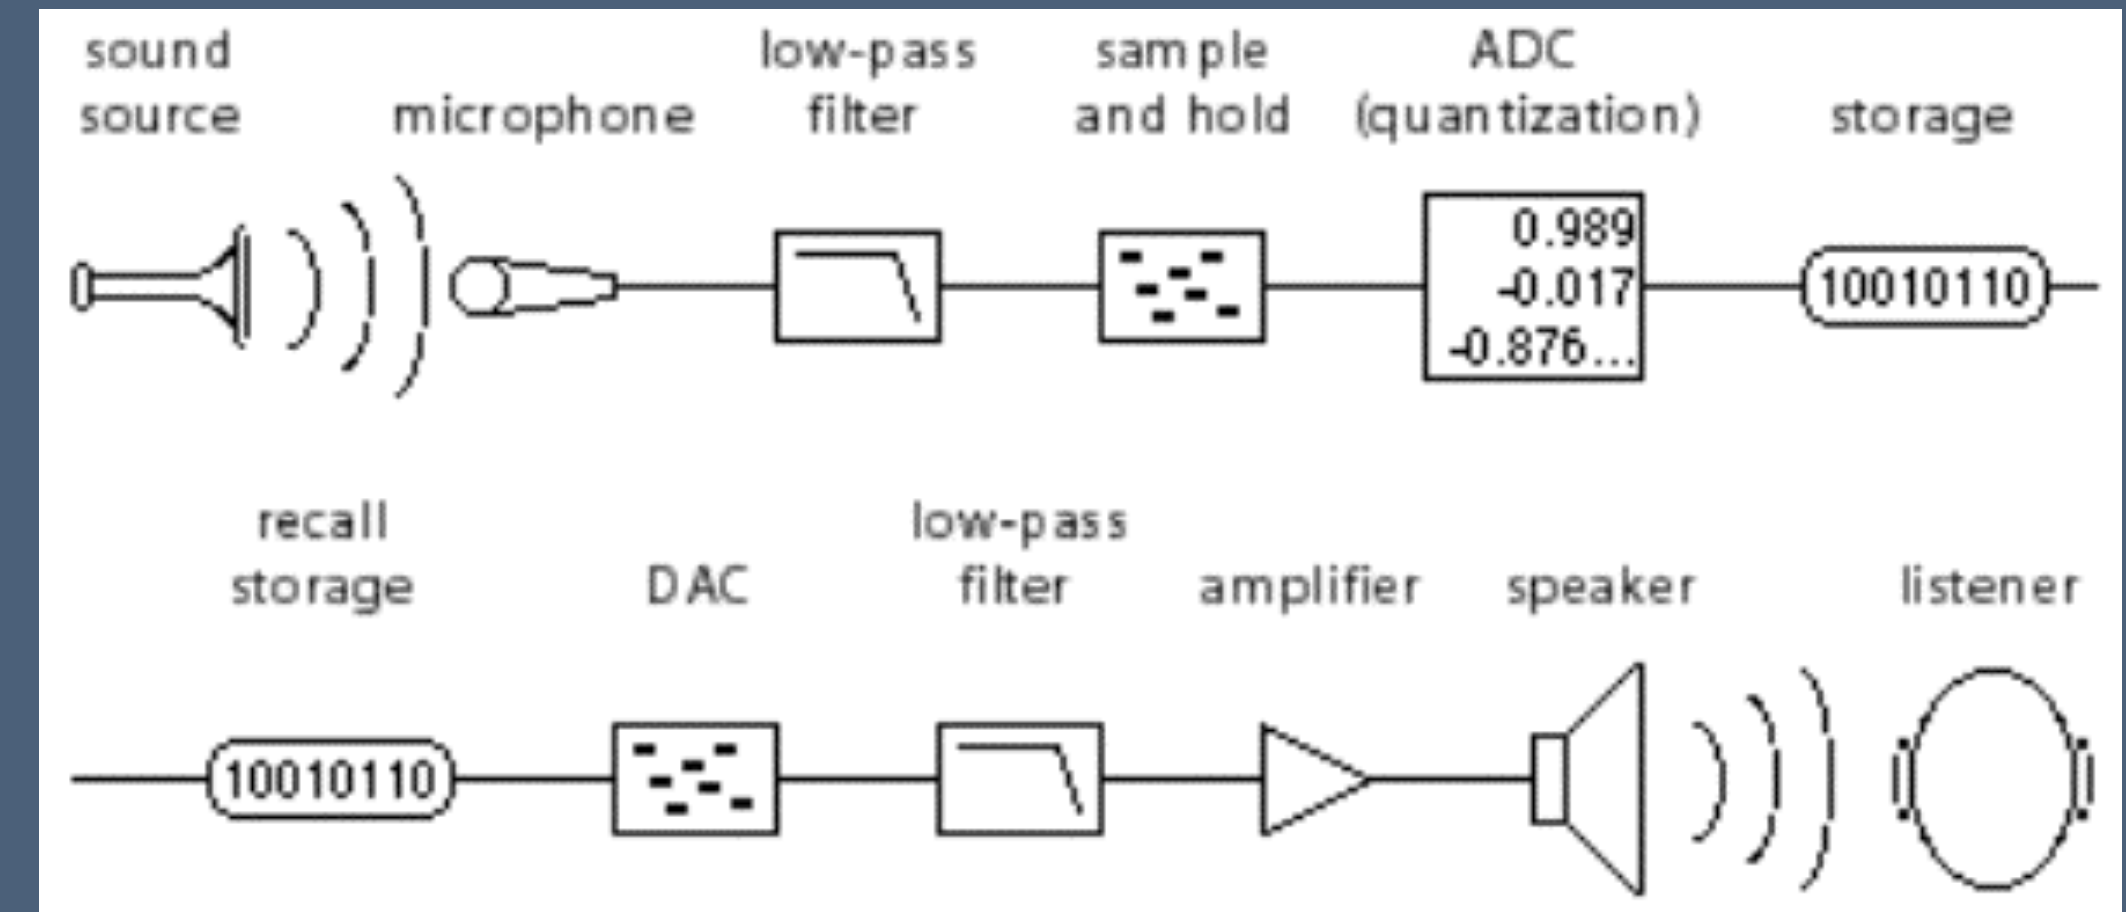 sound
source
microphone
low-pass
filter
sample
and hold
ADC
(quantization)
storage
0.989
-0.017
-0.876...
10010110
recall
storage
DAC
low-pass
filter
amplifier
speaker
listener
10010110